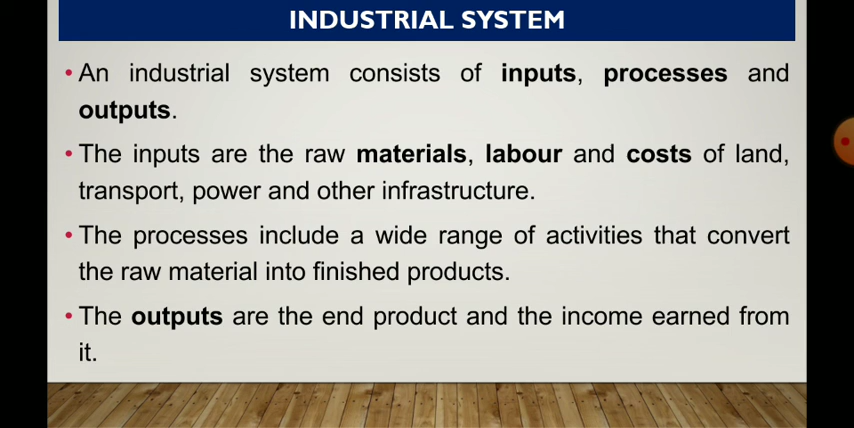 INDUSTRIAL SYSTEM
• An industrial system consists of inputs, processes and
outputs.
• The inputs are the raw materials, labour and costs of land,
transport, power and other infrastructure.
• The processes include a wide range of activities that convert
the raw material into finished products.
• The outputs are the end product and the income earned from
it.